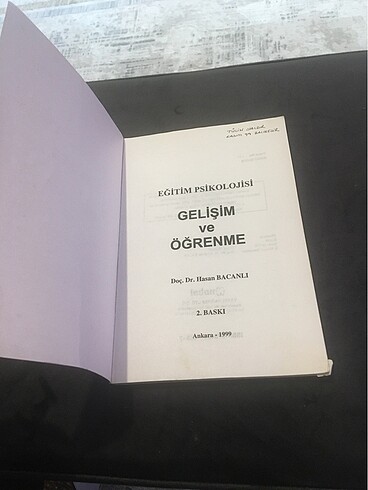 EĞİTİM PSİKOLOJİSİ
GELİŞİM
ve
ÖĞRENME
Doç. Dr. Hasan BACANLI
2. BASKI
Ankara - 1999